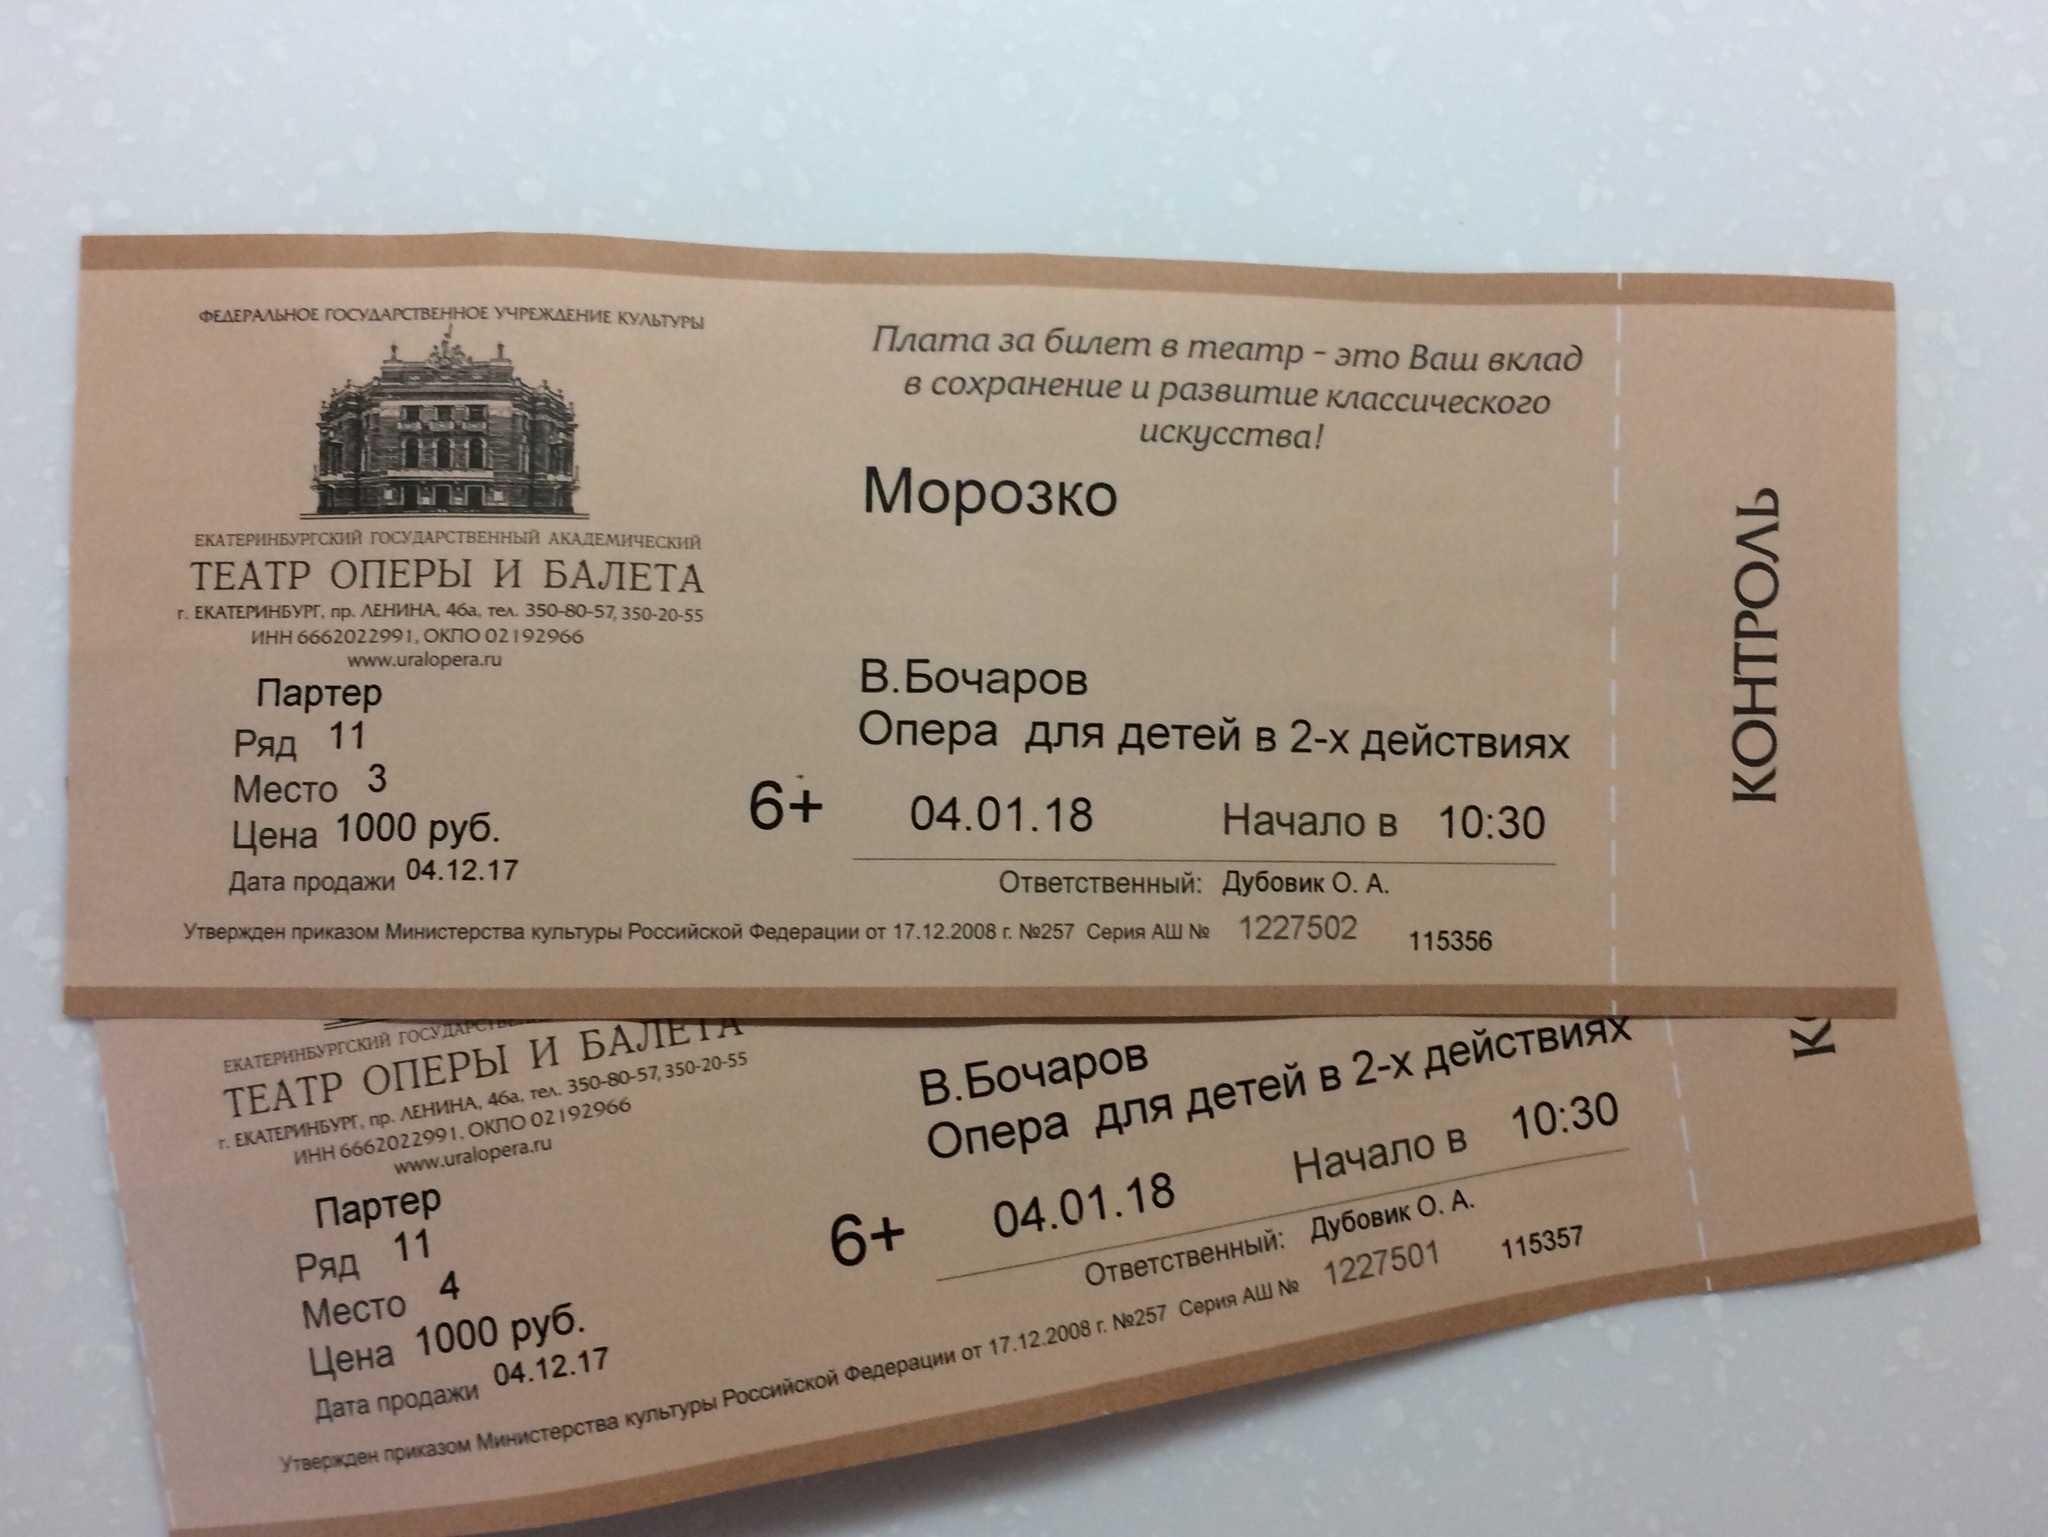 ФЕДЕРАЛЬНОЕ ГОСУДАРСТВЕННОЕ УЧРЕЖДЕНИЕ КУЛЬТУРЫ
ЕКАТЕРИНБУРГСКИЙ ГОСУДАРСТВЕННЫЙ АКАДЕМИЧЕСКИЙ
ТЕАТР ОПЕРЫ И БАЛЕТА
г. ЕКАТЕРИНБУРГ, пр. ЛЕНИНА, 46а, тел. 350-80-57, 350-20-55
ИНН 6662022991, ОКПО 02192966
www.uralopera.ru
Партер
Ряд 11
Место 3
Цена 1000 руб.
Дата продажи 04.12.17
Плата за билет в театр - это Ваш вклад
в сохранение и развитие классического
искусства!
Морозко
В.Бочаров
Опера для детей в 2-х действиях
6+ 04.01.18 Начало в 10:30
Ответственный: Дубовик О. А.
Утвержден приказом Министерства культуры Российской Федерации от 17.12.2008 г. №257 Серия АШ № 1227502 115356
КОНТРОЛЬ
ЕКАТЕРИНБУРГСКИЙ
ТЕАТР ОПЕРЫ И БАЛЕТА
г. ЕКАТЕРИНБУРГ, пр. ЛЕНИНА, 46а, тел. 350-80-57, 350-20-55
ИНН 6662022991, ОКПО 02192966
www.uralopera.ru
Партер
Ряд 11
Место 4
Цена 1000 руб.
Дата продажи 04.12.17
В.Бочаров
Опера для детей в 2-х действиях
6+ 04.01.18 Начало в 10:30
Ответственный: Дубовик О. А.
Утвержден приказом Министерства культуры Российской Федерации от 17.12.2008 г. №257 Серия АШ № 1227501 115357